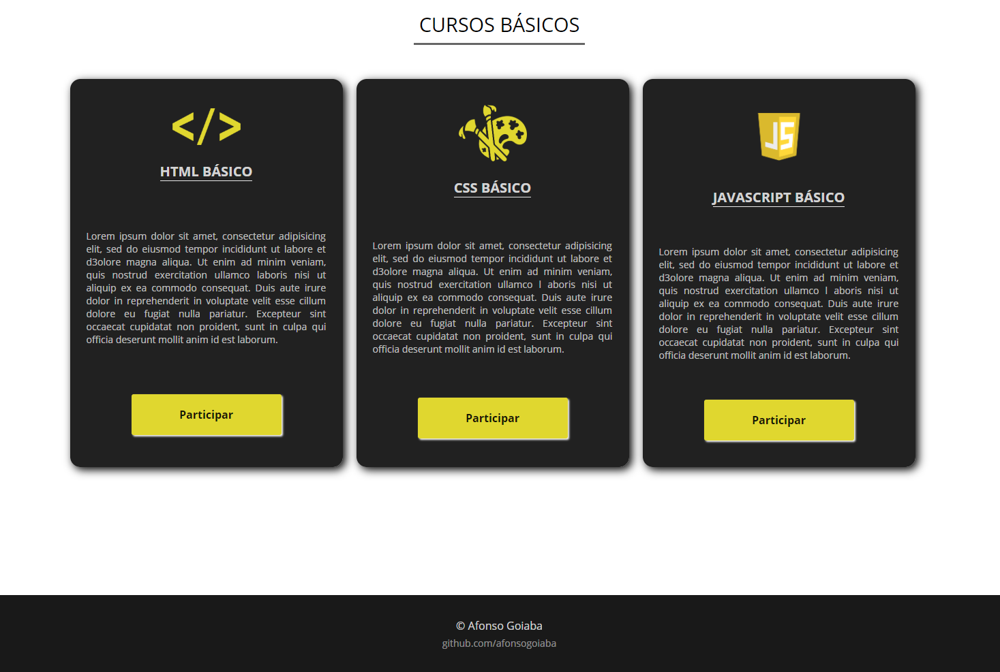 CURSOS BÁSICOS
</>
HTML BÁSICO
Lorem ipsum dolor sit amet, consectetur adipisicing
elit, sed do eiusmod tempor incididunt ut labore et
d3olore magna aliqua. Ut enim ad minim veniam,
quis nostrud exercitation ullamco laboris nisi ut
aliquip ex ea commodo consequat. Duis aute irure
dolor in reprehenderit in voluptate velit esse cillum
dolore eu fugiat nulla pariatur. Excepteur sint
occaecat cupidatat non proident, sunt in culpa qui
officia deserunt mollit anim id est laborum.
Participar
CSS BÁSICO
Lorem ipsum dolor sit amet, consectetur adipisicing
elit, sed do eiusmod tempor incididunt ut labore et
d3olore magna aliqua. Ut enim ad minim veniam,
quis nostrud exercitation ullamco l aboris nisi ut
aliquip ex ea commodo consequat. Duis aute irure
dolor in reprehenderit in voluptate velit esse cillum
dolore eu fugiat nulla pariatur. Excepteur sint
occaecat cupidatat non proident, sunt in culpa qui
officia deserunt mollit anim id est laborum.
Participar
JS
JAVASCRIPT BÁSICO
Lorem ipsum dolor sit amet, consectetur adipisicing
elit, sed do eiusmod tempor incididunt ut labore et
d3olore magna aliqua. Ut enim ad minim veniam,
quis nostrud exercitation ullamco l aboris nisi ut
aliquip ex ea commodo consequat. Duis aute irure
dolor in reprehenderit in voluptate velit esse cillum
dolore eu fugiat nulla pariatur. Excepteur sint
occaecat cupidatat non proident, sunt in culpa qui
officia deserunt mollit anim id est laborum.
Participar
© Afonso Goiaba
github.com/afonsogoiaba